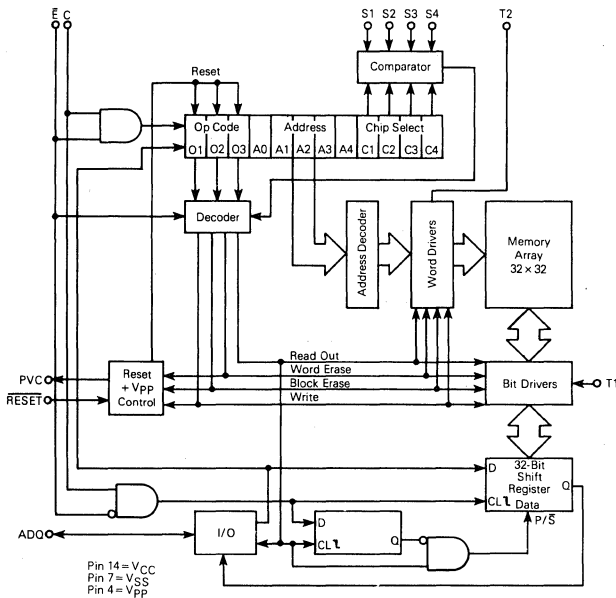 E̅ C S1 S2 S3 S4 T2
Reset
Comparator
Op Code Address Chip Select
O1 O2 O3 A0 A1 A2 A3 A4 C1 C2 C3 C4
Decoder
Address Decoder
Word Drivers
Memory
Array
32 × 32
Read Out
Word Erase
Block Erase
Write
PVC
R̅E̅S̅E̅T̅
Reset
+ VPP
Control
Bit Drivers
T1
D 32-Bit
Shift
Register Q
CL Data
P/S̅
ADQ
I/O
D
CL Q
Pin 14 = VCC
Pin 7 = VSS
Pin 4 = VPP